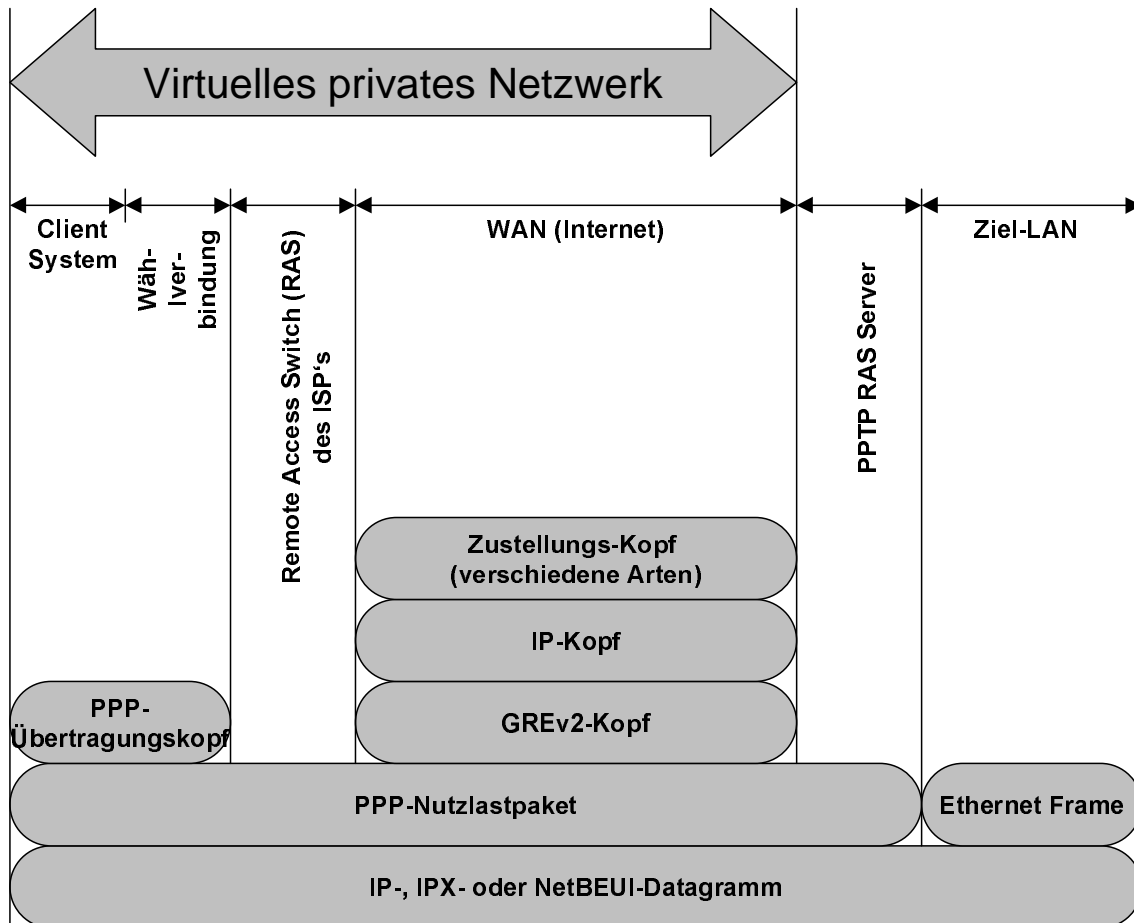 Virtuelles privates Netzwerk
Client
System
Wäh-
lver-
bindung
Remote Access Switch (RAS)
des ISP‘s
WAN (Internet)
PPTP RAS Server
Ziel-LAN
Zustellungs-Kopf
(verschiedene Arten)
IP-Kopf
PPP-
Übertragungskopf
GREv2-Kopf
PPP-Nutzlastpaket
Ethernet Frame
IP-, IPX- oder NetBEUI-Datagramm